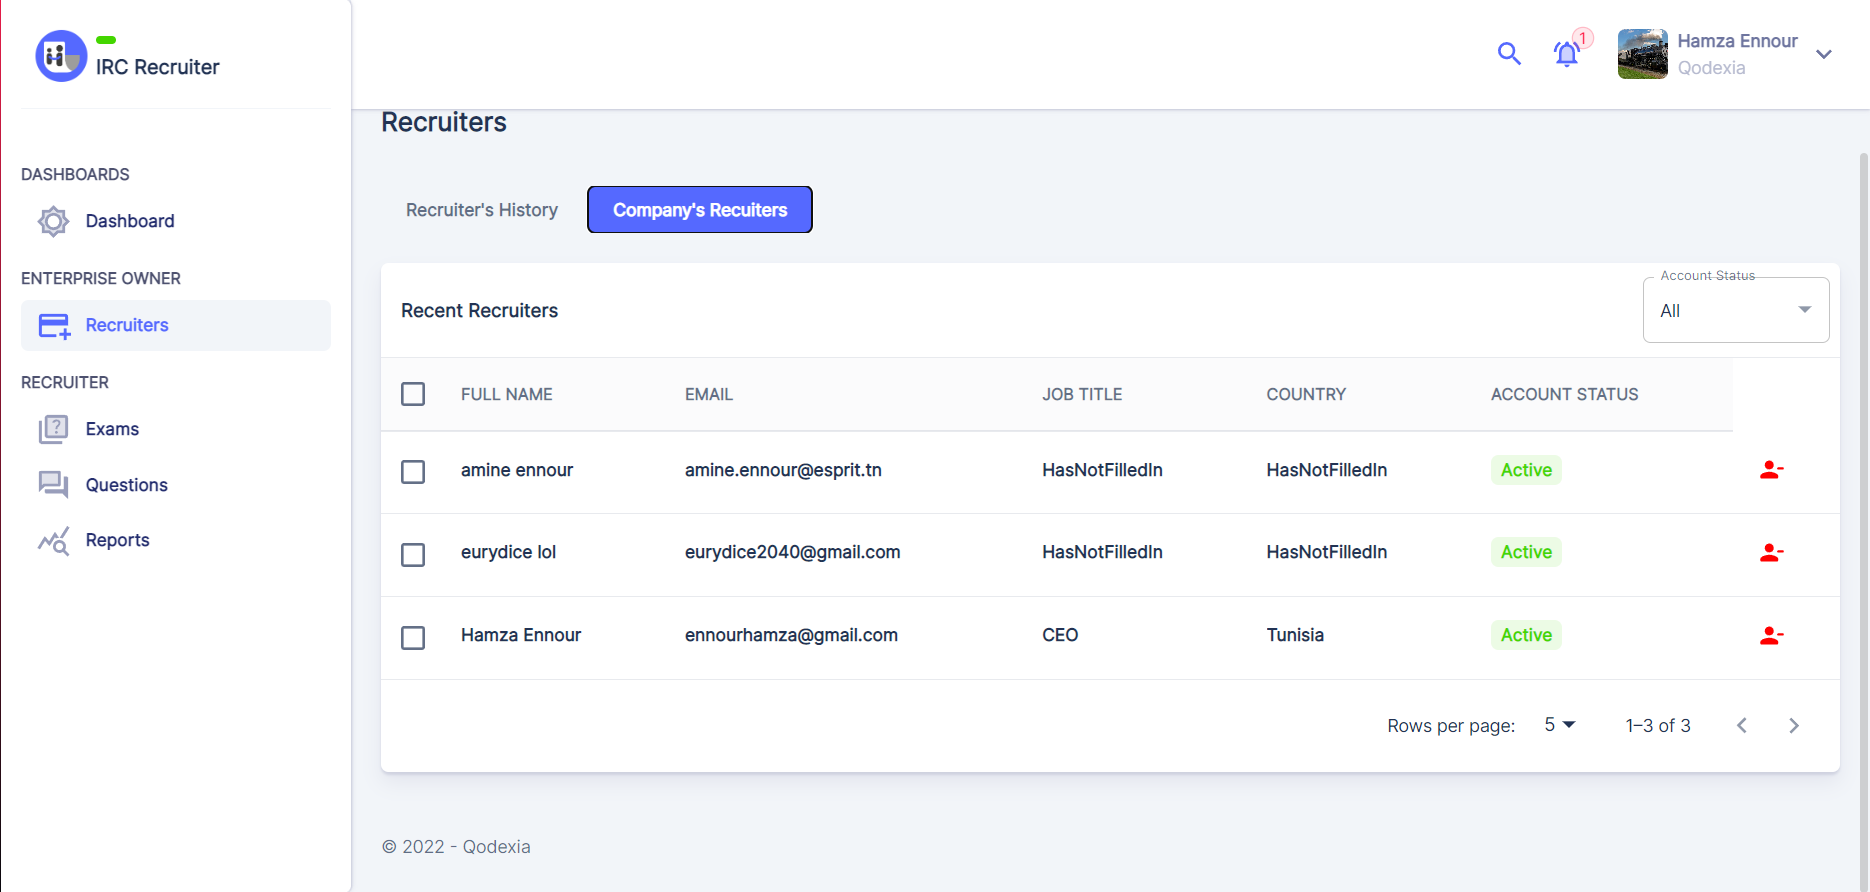 IRC Recruiter
1
Hamza Ennour
Qodexia
DASHBOARDS
Dashboard
ENTERPRISE OWNER
Recruiters
RECRUITER
Exams
Questions
Reports
Recruiters
Recruiter's History
Company's Recuiters
Recent Recruiters
Account Status
All
FULL NAME EMAIL JOB TITLE COUNTRY ACCOUNT STATUS
amine ennour amine.ennour@esprit.tn HasNotFilledIn HasNotFilledIn Active
eurydice lol eurydice2040@gmail.com HasNotFilledIn HasNotFilledIn Active
Hamza Ennour ennourhamza@gmail.com CEO Tunisia Active
Rows per page: 5 1–3 of 3
© 2022 - Qodexia